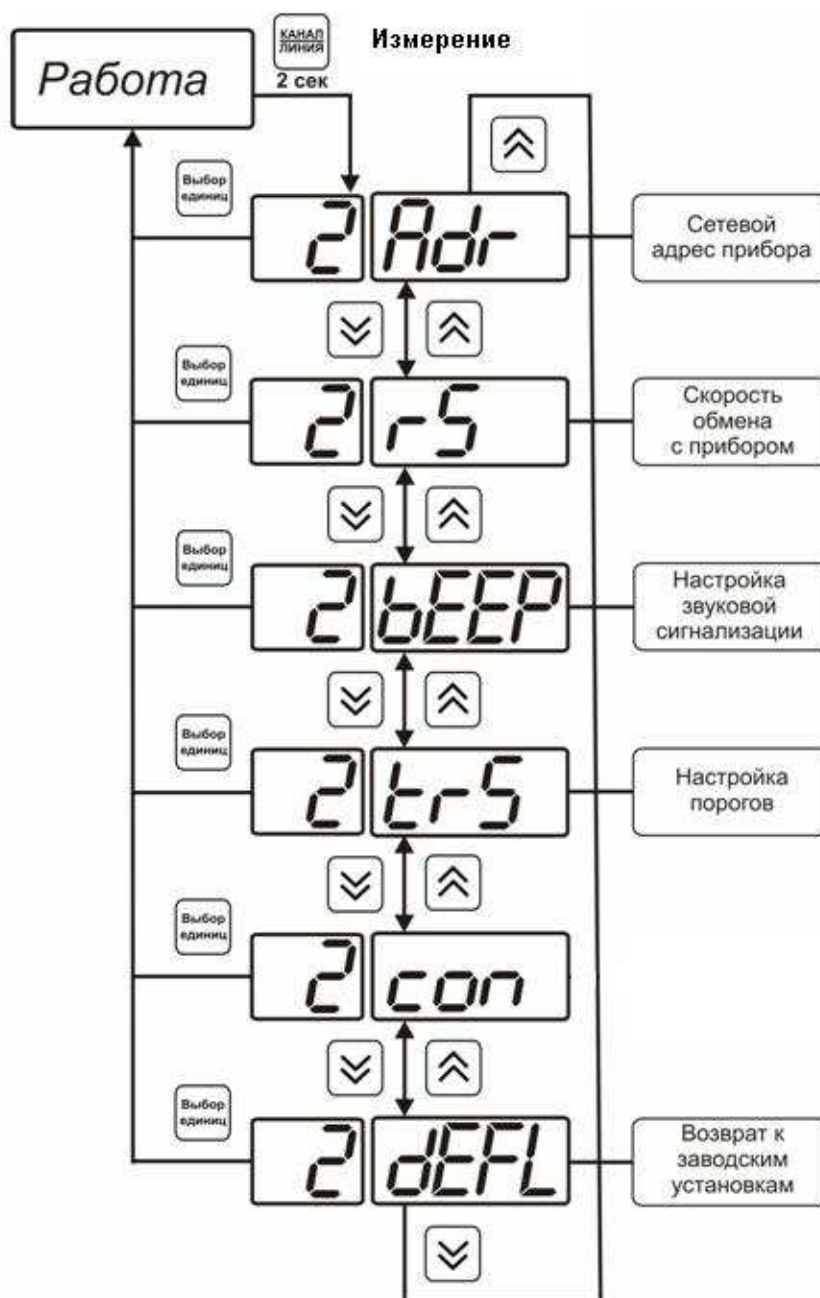 КАНАЛ
ЛИНИЯ
2 сек
Измерение
Работа
Выбор
единиц
2 Adr
Сетевой
адрес прибора
Выбор
единиц
2 rS
Скорость
обмена
с прибором
Выбор
единиц
2 bEEP
Настройка
звуковой
сигнализации
Выбор
единиц
2 trS
Настройка
порогов
Выбор
единиц
2 con
Выбор
единиц
2 dEFL
Возврат к
заводским
установкам